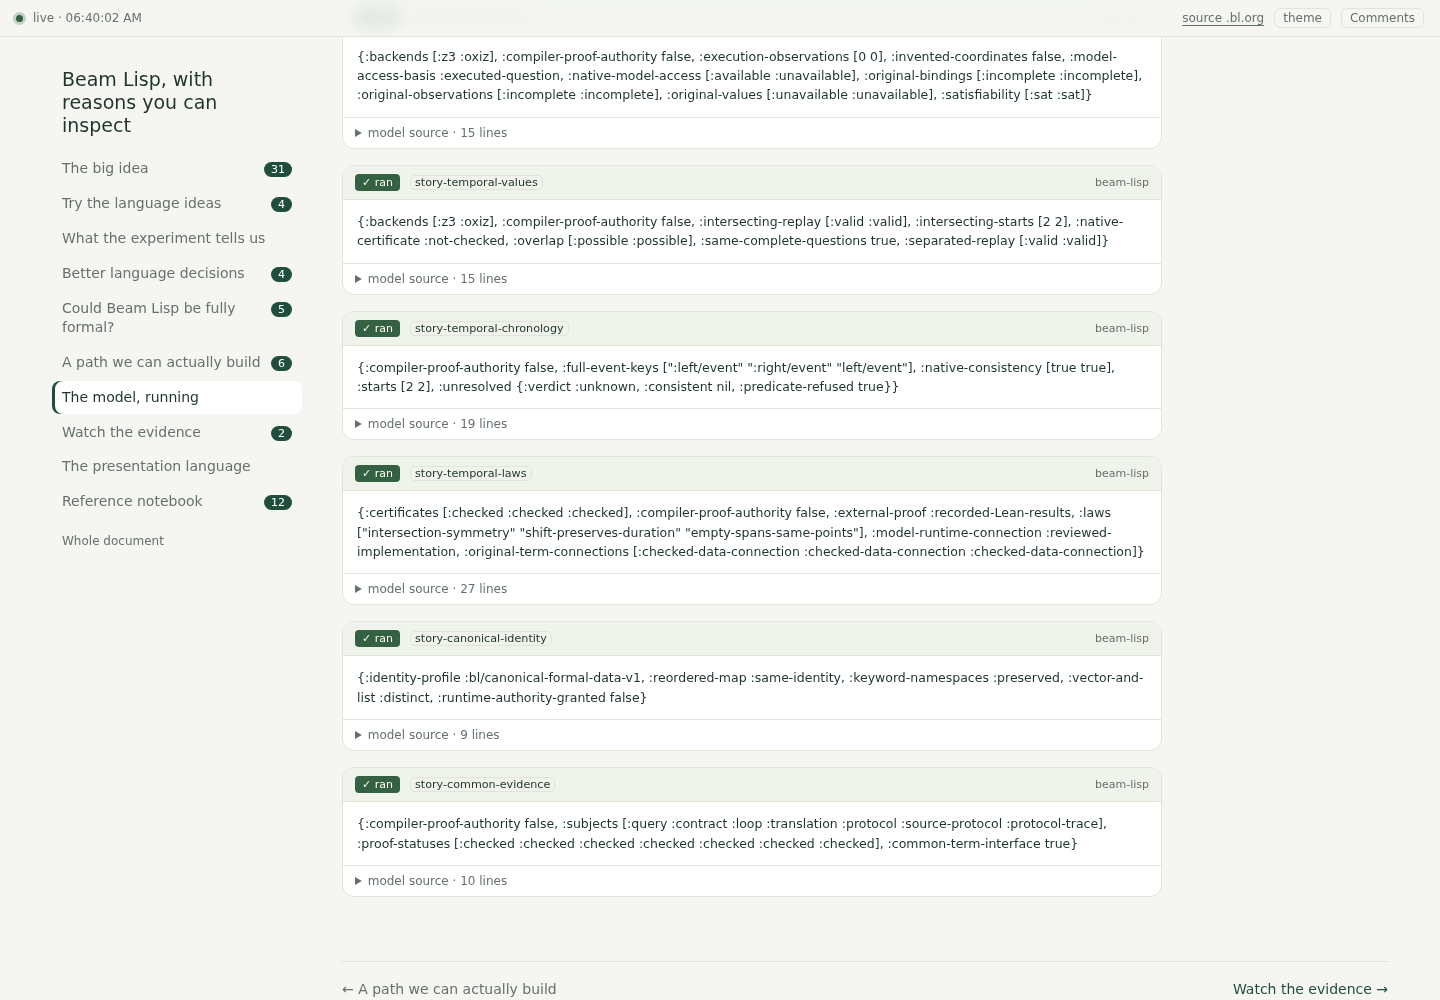 live · 06:40:02 AM
source .bl.org
theme
Comments
Beam Lisp, with
reasons you can
inspect
The big idea 31
Try the language ideas 4
What the experiment tells us
Better language decisions 4
Could Beam Lisp be fully 5
formal?
A path we can actually build 6
The model, running
Watch the evidence 2
The presentation language
Reference notebook 12
Whole document
{:backends [:z3 :oxiz], :compiler-proof-authority false, :execution-observations [0 0], :invented-coordinates false, :model-
access-basis :executed-question, :native-model-access [:available :unavailable], :original-bindings [:incomplete :incomplete],
:original-observations [:incomplete :incomplete], :original-values [:unavailable :unavailable], :satisfiability [:sat :sat]}
▶ model source · 15 lines
✓ ran story-temporal-values beam-lisp
{:backends [:z3 :oxiz], :compiler-proof-authority false, :intersecting-replay [:valid :valid], :intersecting-starts [2 2], :native-
certificate :not-checked, :overlap [:possible :possible], :same-complete-questions true, :separated-replay [:valid :valid]}
▶ model source · 15 lines
✓ ran story-temporal-chronology beam-lisp
{:compiler-proof-authority false, :full-event-keys [":left/event" ":right/event" "left/event"], :native-consistency [true true],
:starts [2 2], :unresolved {:verdict :unknown, :consistent nil, :predicate-refused true}}
▶ model source · 19 lines
✓ ran story-temporal-laws beam-lisp
{:certificates [:checked :checked :checked], :compiler-proof-authority false, :external-proof :recorded-Lean-results, :laws
["intersection-symmetry" "shift-preserves-duration" "empty-spans-same-points"], :model-runtime-connection :reviewed-
implementation, :original-term-connections [:checked-data-connection :checked-data-connection :checked-data-connection]}
▶ model source · 27 lines
✓ ran story-canonical-identity beam-lisp
{:identity-profile :bl/canonical-formal-data-v1, :reordered-map :same-identity, :keyword-namespaces :preserved, :vector-and-
list :distinct, :runtime-authority-granted false}
▶ model source · 9 lines
✓ ran story-common-evidence beam-lisp
{:compiler-proof-authority false, :subjects [:query :contract :loop :translation :protocol :source-protocol :protocol-trace],
:proof-statuses [:checked :checked :checked :checked :checked :checked :checked], :common-term-interface true}
▶ model source · 10 lines
← A path we can actually build
Watch the evidence →